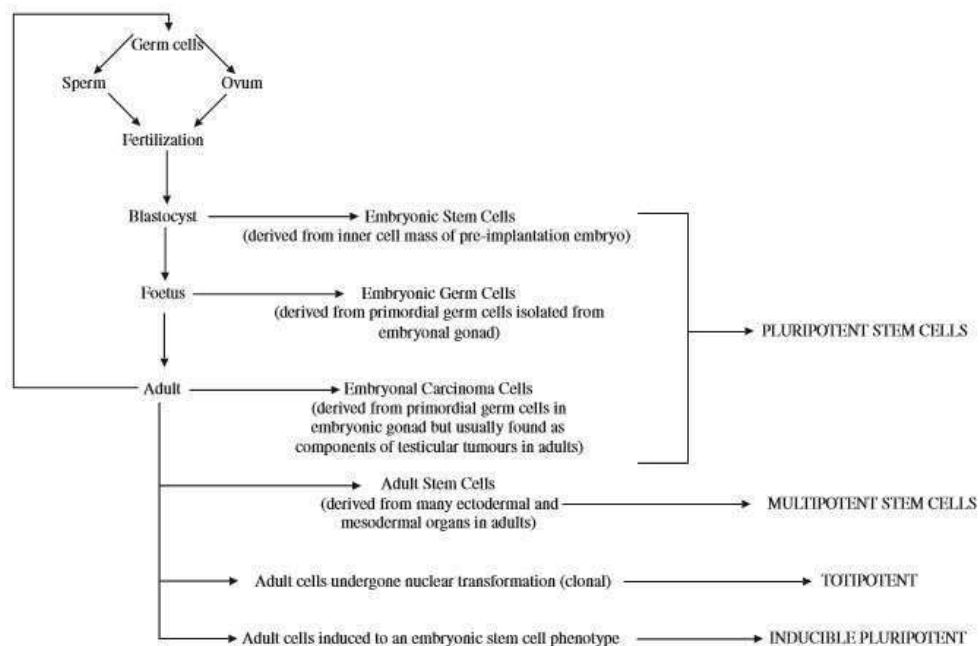 Germ cells
Sperm
Ovum
Fertilization
Blastocyst
Embryonic Stem Cells
(derived from inner cell mass of pre-implantation embryo)
Foetus
Embryonic Germ Cells
(derived from primordial germ cells isolated from
embryonal gonad)
PLURIPOTENT STEM CELLS
Adult
Embryonal Carcinoma Cells
(derived from primordial germ cells in
embryonic gonad but usually found as
components of testicular tumours in adults)
Adult Stem Cells
(derived from many ectodermal and
mesodermal organs in adults)
MULTIPOTENT STEM CELLS
Adult cells undergone nuclear transformation (clonal)
TOTIPOTENT
Adult cells induced to an embryonic stem cell phenotype
INDUCIBLE PLURIPOTENT